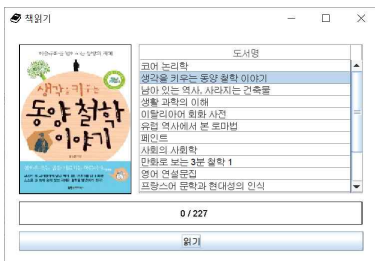 책읽기
생각을 키우는
동양 철학
이야기
도서명
코어 논리학
생각을 키우는 동양 철학 이야기
남아 있는 역사, 사라지는 건축물
생활 과학의 이해
이탈리아어 회화 사전
유럽 역사에서 본 로마법
페인트
사회의 사회학
만화로 보는 3분 철학 1
영어 연설문집
프랑스어 문학과 현대성의 인식
0 / 227
읽기